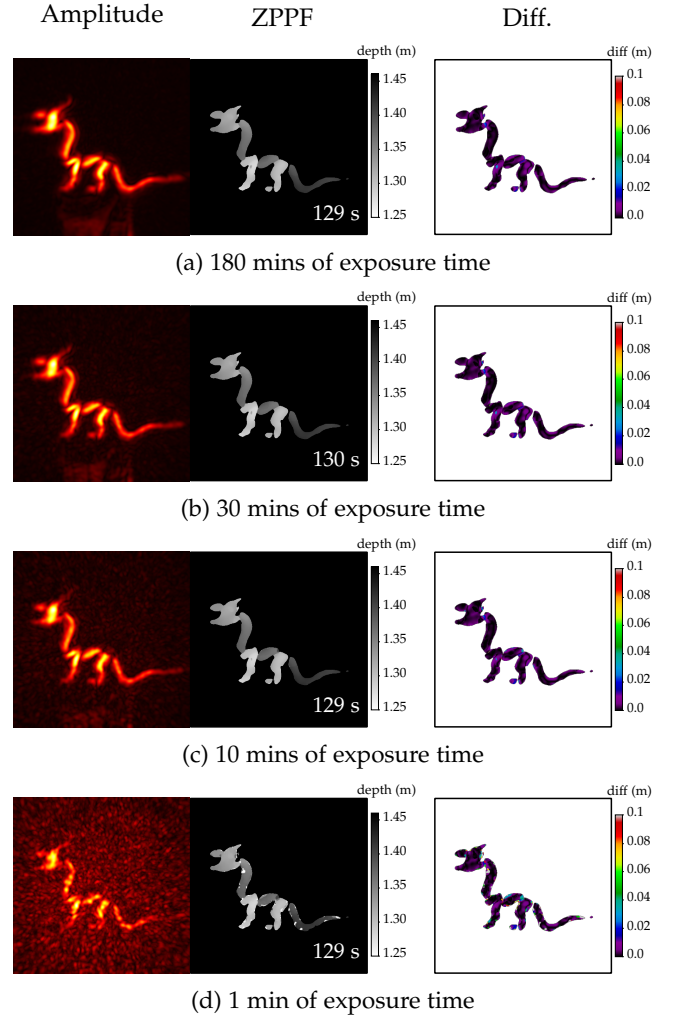 Amplitude ZPPF Diff.
depth (m) diff (m)
1.45 0.1
1.40 0.08
0.06
1.35
0.04
1.30 0.02
129 s 1.25 0.0
(a) 180 mins of exposure time
depth (m) diff (m)
1.45 0.1
1.40 0.08
0.06
1.35
0.04
1.30 0.02
130 s 1.25 0.0
(b) 30 mins of exposure time
depth (m) diff (m)
1.45 0.1
1.40 0.08
0.06
1.35
0.04
1.30 0.02
129 s 1.25 0.0
(c) 10 mins of exposure time
depth (m) diff (m)
1.45 0.1
1.40 0.08
0.06
1.35
0.04
1.30 0.02
129 s 1.25 0.0
(d) 1 min of exposure time